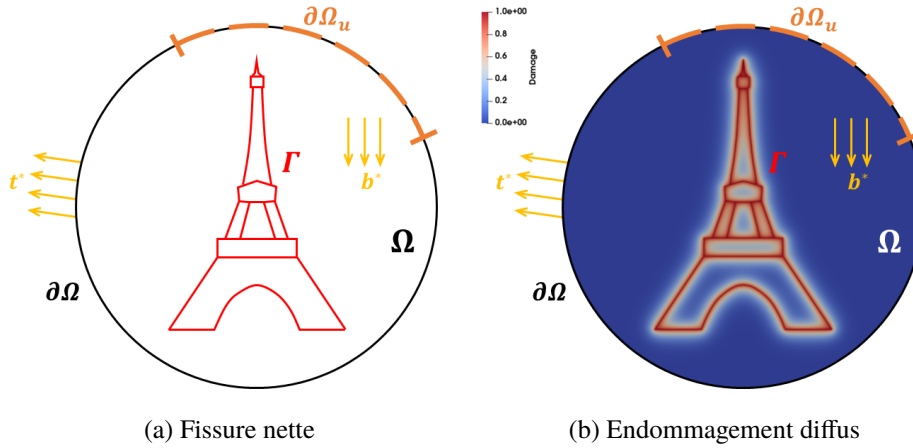 ∂Ω_u
Γ
b*
t*
Ω
∂Ω
(a) Fissure nette
1.0e+00
0.8
0.6
0.4
0.2
0.0e+00
Damage
∂Ω_u
Γ
b*
t*
Ω
∂Ω
(b) Endommagement diffus